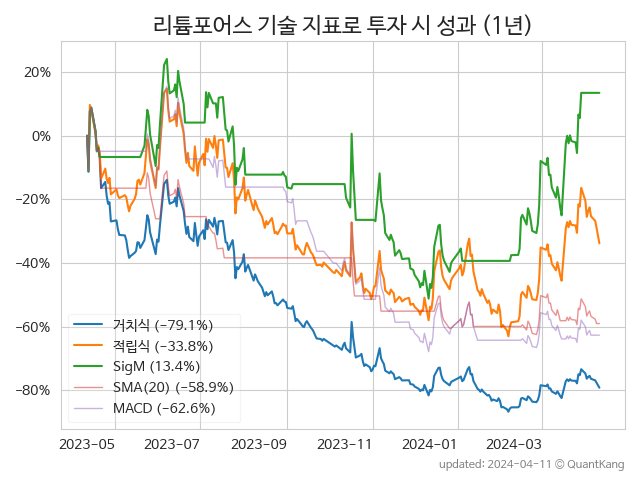 리튬포어스 기술 지표로 투자 시 성과 (1년)
20%
0%
−20%
−40%
−60%
−80%
거치식 (−79.1%)
적립식 (−33.8%)
SigM (13.4%)
SMA(20) (−58.9%)
MACD (−62.6%)
2023-05 2023-07 2023-09 2023-11 2024-01 2024-03
updated: 2024-04-11 © QuantKang